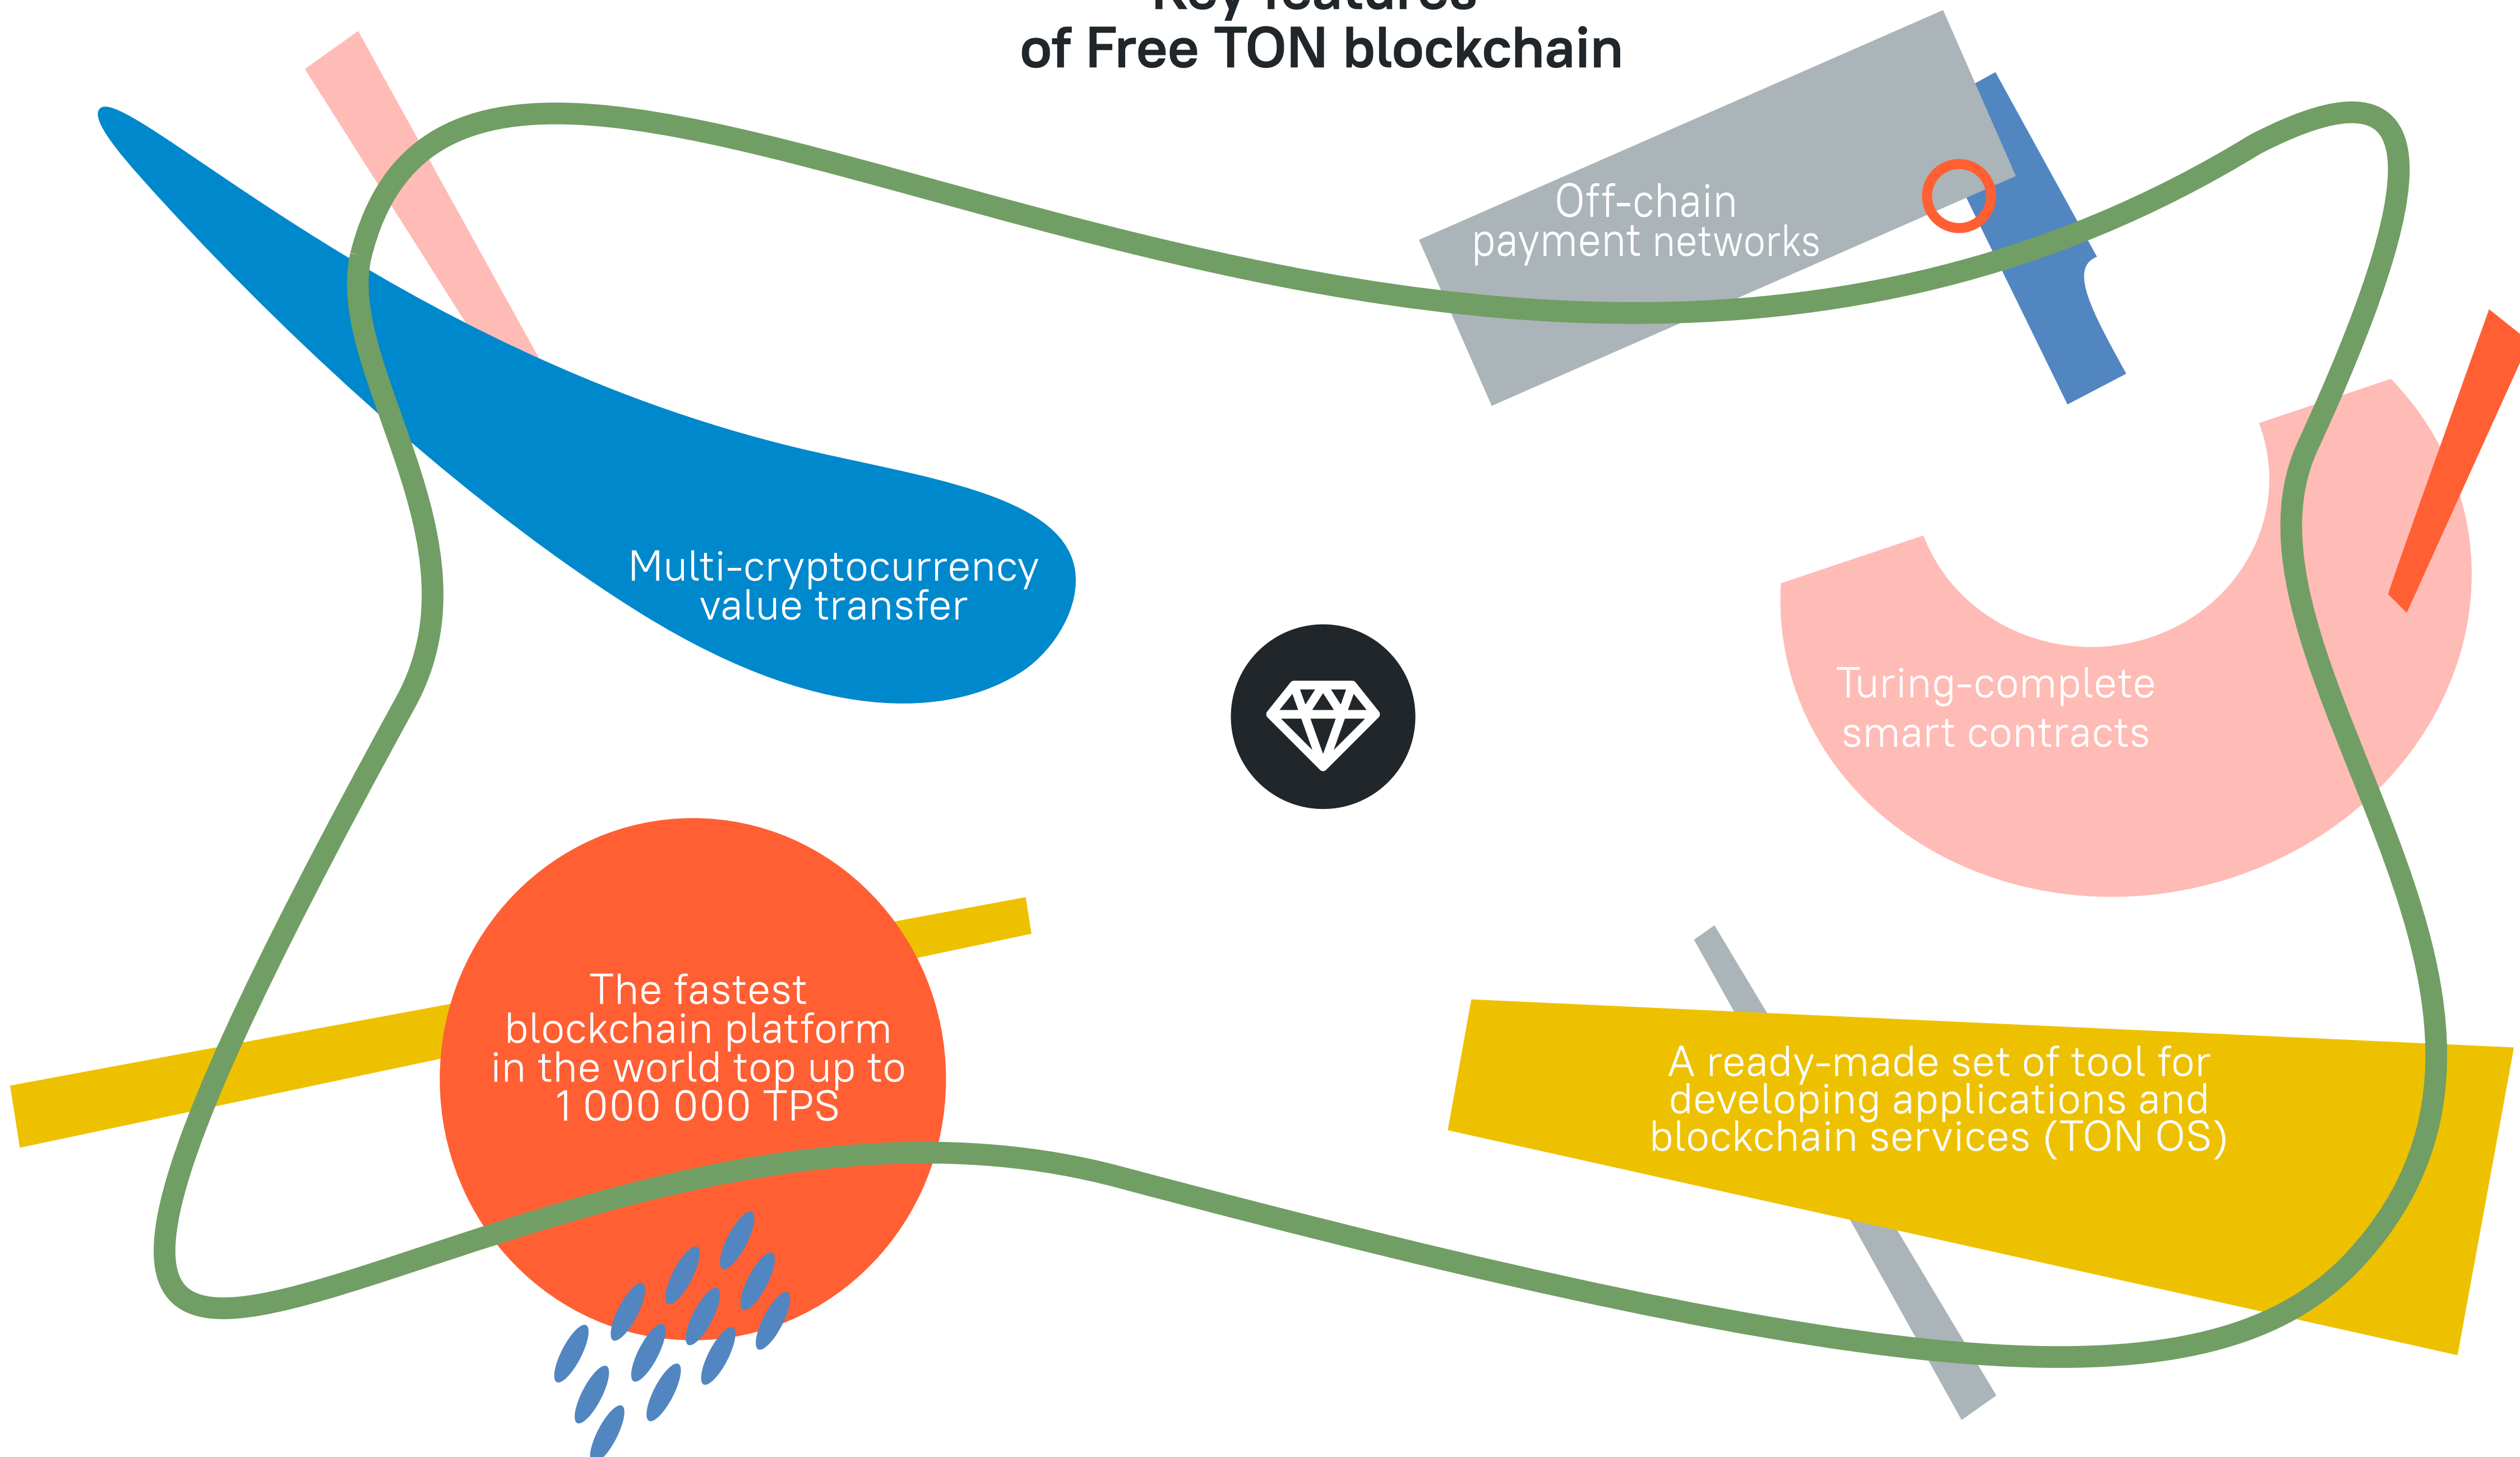 Key features
of Free TON blockchain
Off-chain
payment networks
Multi-cryptocurrency
value transfer
Turing-complete
smart contracts
The fastest
blockchain platform
in the world top up to
1 000 000 TPS
A ready-made set of tool for
developing applications and
blockchain services (TON OS)